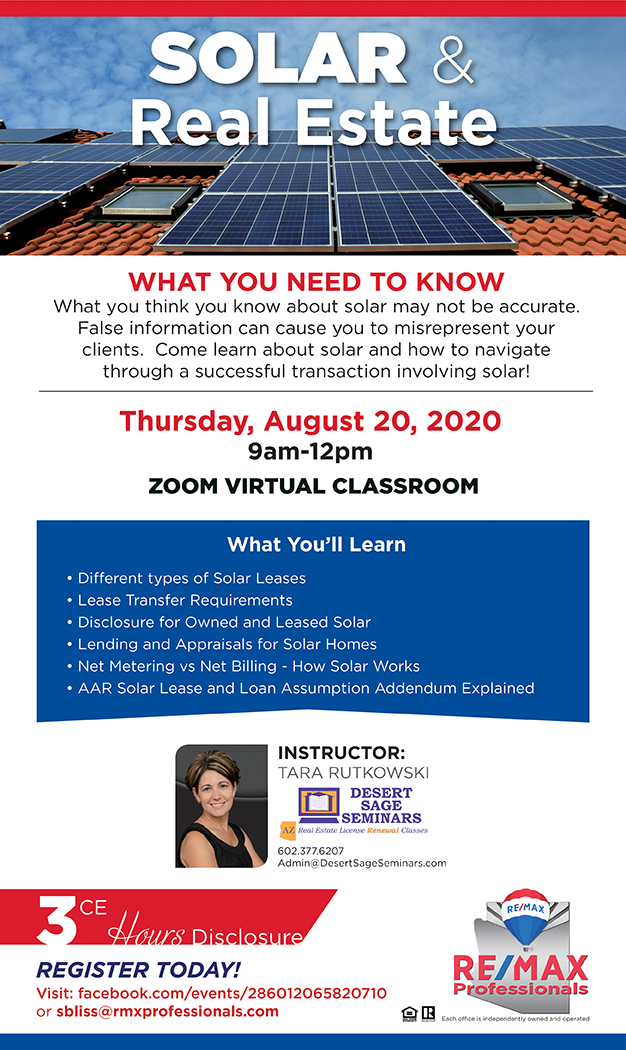 SOLAR &
Real Estate
WHAT YOU NEED TO KNOW
What you think you know about solar may not be accurate.
False information can cause you to misrepresent your
clients.  Come learn about solar and how to navigate
through a successful transaction involving solar!
Thursday, August 20, 2020
9am-12pm
ZOOM VIRTUAL CLASSROOM
What You’ll Learn
• Different types of Solar Leases
• Lease Transfer Requirements
• Disclosure for Owned and Leased Solar
• Lending and Appraisals for Solar Homes
• Net Metering vs Net Billing - How Solar Works
• AAR Solar Lease and Loan Assumption Addendum Explained
INSTRUCTOR:
TARA RUTKOWSKI
DESERT
SAGE
SEMINARS
AZ Real Estate License Renewal Classes
602.377.6207
Admin@DesertSageSeminars.com
3 CE
Hours Disclosure
REGISTER TODAY!
Visit: facebook.com/events/286012065820710
or sbliss@rmxprofessionals.com
RE/MAX
RE/MAX
Professionals
Each office is independently owned and operated